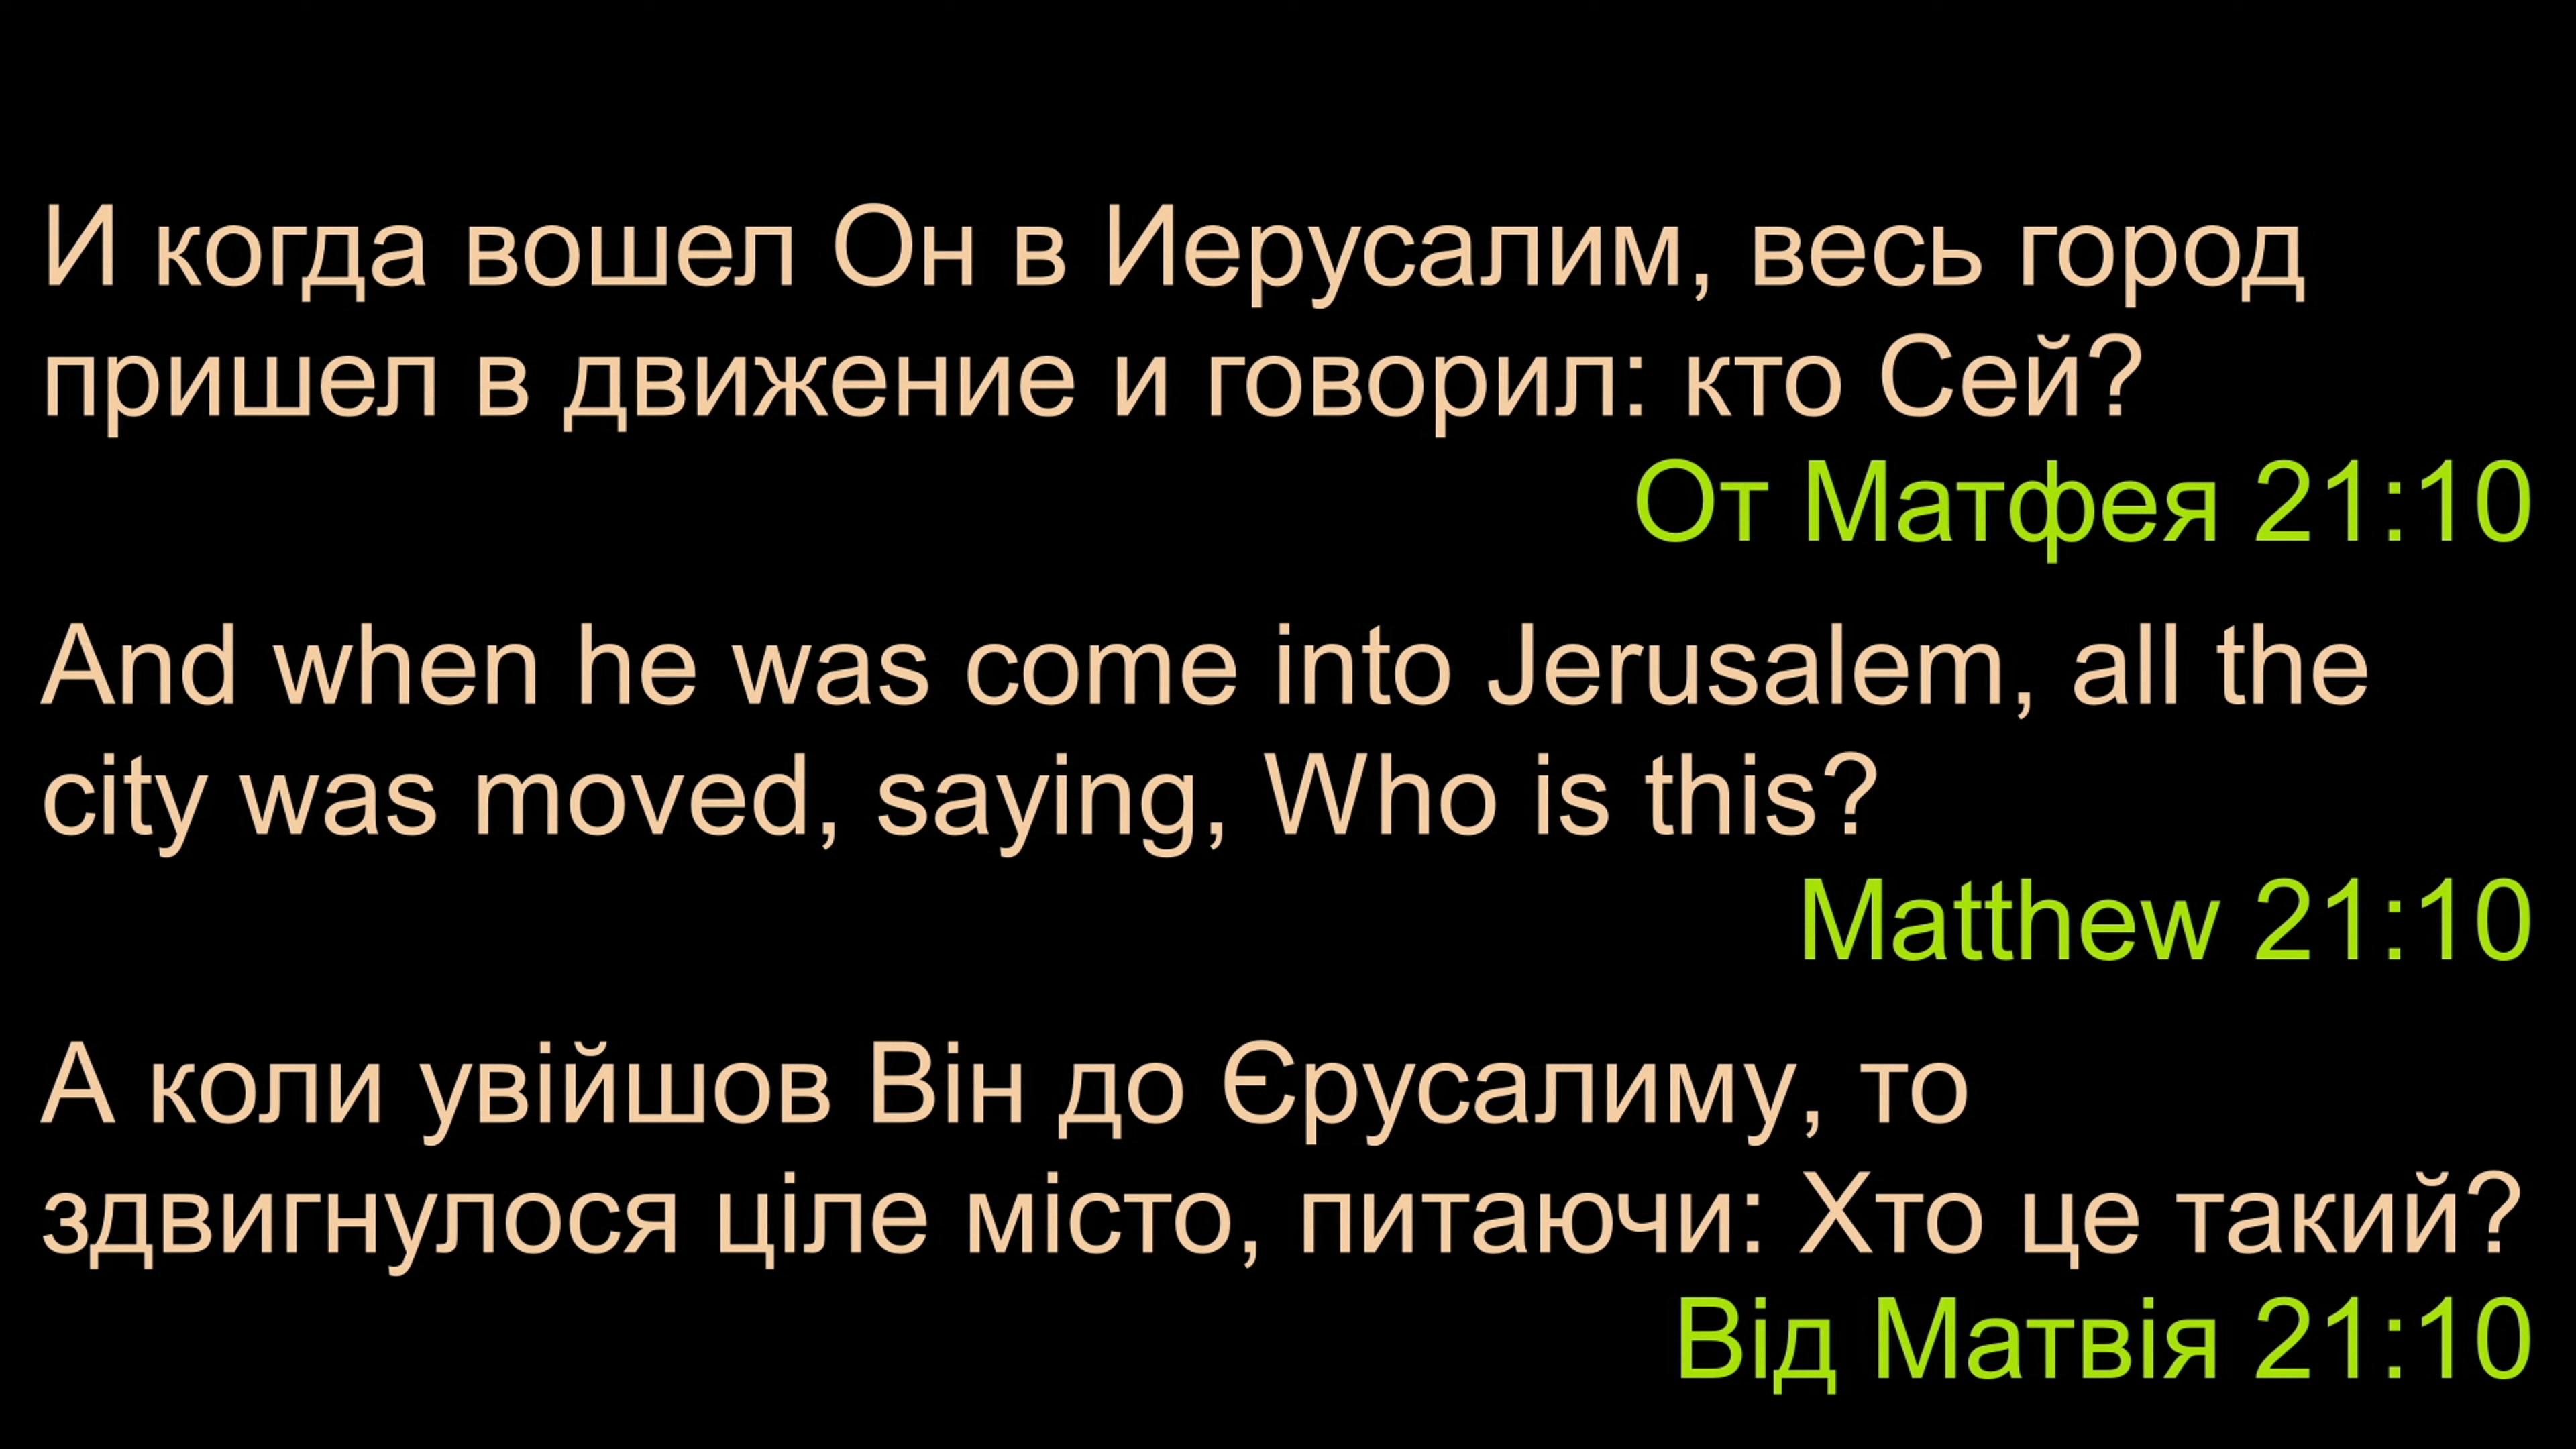 И когда вошел Он в Иерусалим, весь город
пришел в движение и говорил: кто Сей?
От Матфея 21:10
And when he was come into Jerusalem, all the
city was moved, saying, Who is this?
Matthew 21:10
А коли увійшов Він до Єрусалиму, то
здвигнулося ціле місто, питаючи: Хто це такий?
Від Матвія 21:10